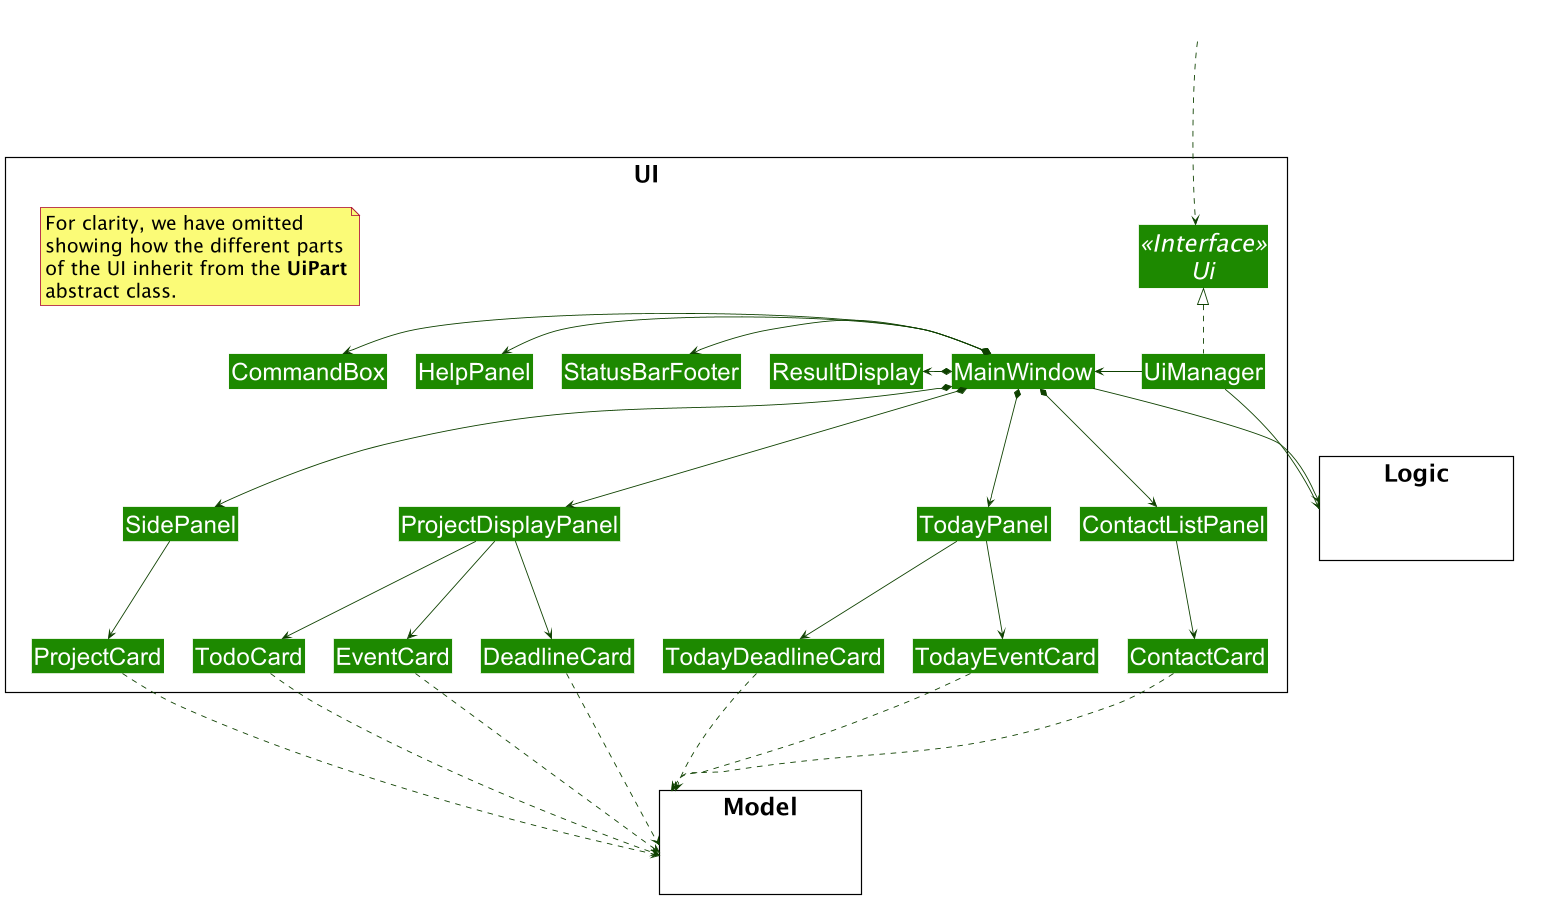 UI
For clarity, we have omitted
showing how the different parts
of the UI inherit from the UiPart
abstract class.
«Interface»
Ui
CommandBox
HelpPanel
StatusBarFooter
ResultDisplay
MainWindow
UiManager
Logic
SidePanel
ProjectDisplayPanel
TodayPanel
ContactListPanel
ProjectCard
TodoCard
EventCard
DeadlineCard
TodayDeadlineCard
TodayEventCard
ContactCard
Model